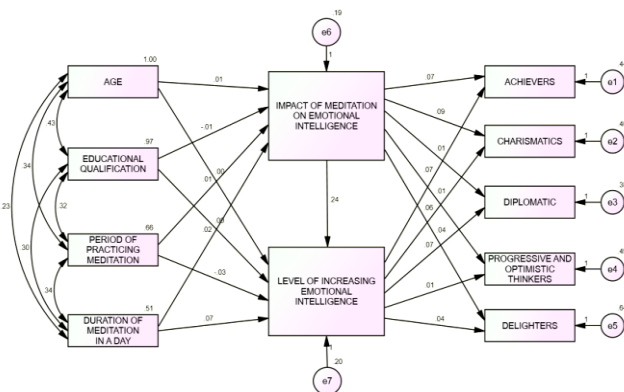 .19
e6
1
1.00
AGE
.01
IMPACT OF MEDITATION
ON EMOTIONAL
INTELLIGENCE
.07
ACHIEVERS
1
e1
.43
-.01
.09
CHARISMATICS
1
e2
.97
EDUCATIONAL
QUALIFICATION
.34
.00
.01
.01
.07
.01
.23
.32
.24
.06
DIPLOMATIC
1
e3
.66
PERIOD OF
PRACTICING
MEDITATION
.02
.07
.04
.30
-.03
LEVEL OF INCREASING
EMOTIONAL
INTELLIGENCE
.01
PROGRESSIVE AND
OPTIMISTIC
THINKERS
1
e4
.34
.51
DURATION OF
MEDITATION
IN A DAY
.07
.04
DELIGHTERS
1
e5
1
.20
e7